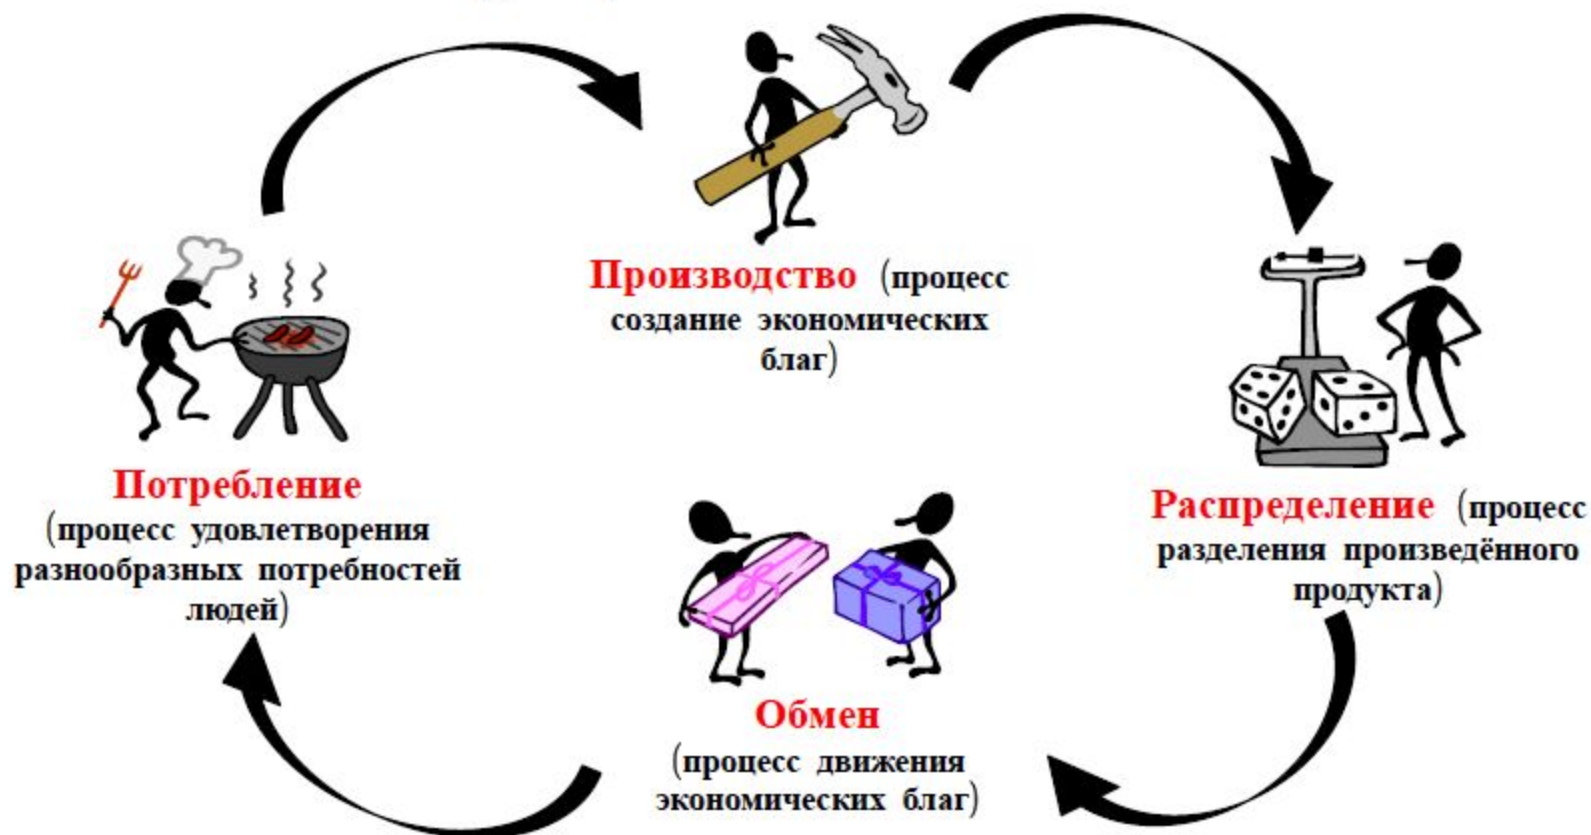 Производство (процесс
создание экономических
благ)
Потребление
(процесс удовлетворения
разнообразных потребностей
людей)
Распределение (процесс
разделения произведённого
продукта)
Обмен
(процесс движения
экономических благ)